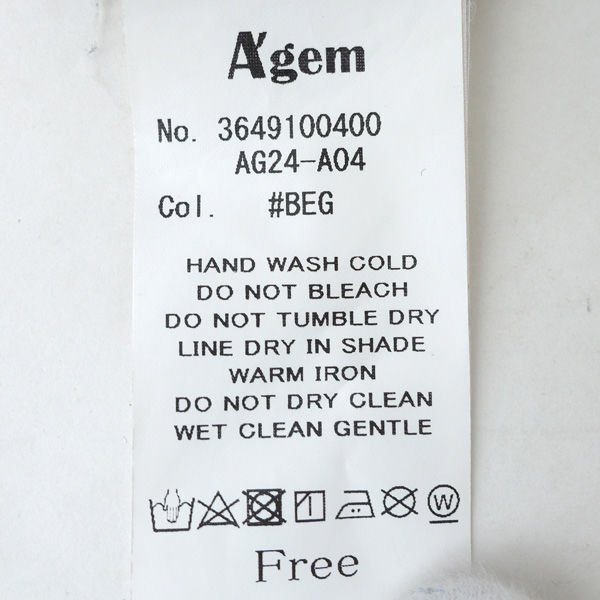 A'gem
No. 3649100400
AG24-A04
Col. #BEG
HAND WASH COLD
DO NOT BLEACH
DO NOT TUMBLE DRY
LINE DRY IN SHADE
WARM IRON
DO NOT DRY CLEAN
WET CLEAN GENTLE
W
Free